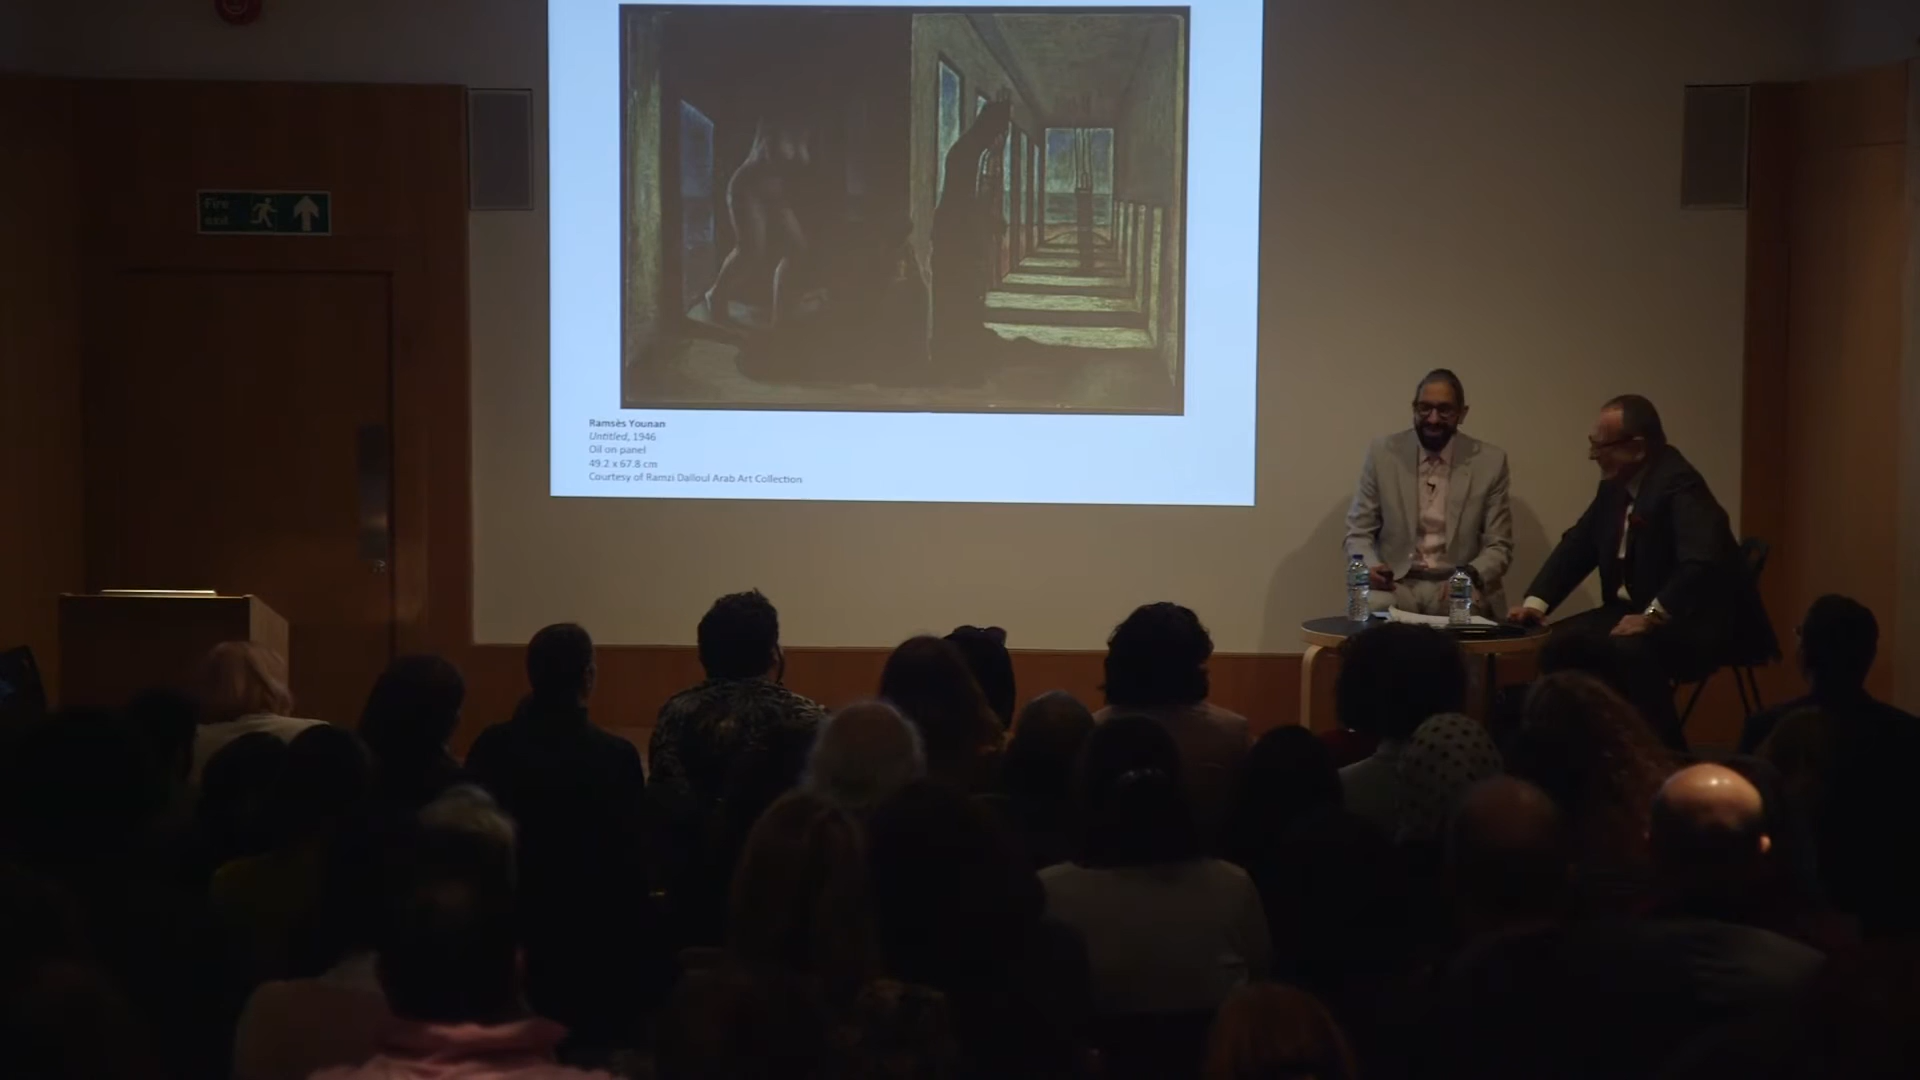 Fire
exit
Ramsès Younan
Untitled, 1946
Oil on panel
49.2 x 67.8 cm
Courtesy of Ramzi Dalloul Arab Art Collection